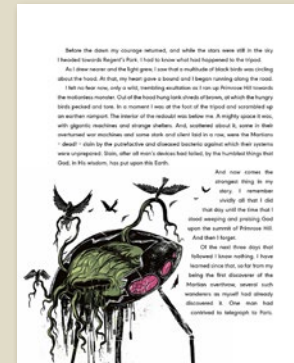 Before the dawn my courage returned, and while the stars were still in the sky
I headed towards Regent's Park. I had to know what had happened to the tripod.
As I drew nearer and the light grew, I saw that a multitude of black birds was circling
about the hood. At that, my heart gave a bound and I began running along the road.
I felt no fear now, only a wild, trembling exultation as I ran up Primrose Hill towards
the motionless monster. Out of the hood hung lank shreds of brown, at which the hungry
birds pecked and tore. In a moment I was at the foot of the tripod and scrambled up
an earthen rampart. The interior of the redoubt was below me. A mighty space it was,
with gigantic machines and strange shelters. And, scattered about it, some in their
overturned war machines and some stark and silent laid in a row, were the Martians
- dead! - slain by the putrefactive and diseased bacteria against which their systems
were unprepared. Slain, after all man's devices had failed, by the humblest things that
God, in His wisdom, has put upon this Earth.
And now comes the
strangest thing in my
story. I remember
vividly all that I did
that day until the time that I
stood weeping and praising God
upon the summit of Primrose Hill.
And then I forget.
Of the next three days that
followed I know nothing. I have
learned since that, so far from my
being the first discoverer of the
Martian overthrow, several such
wanderers as myself had already
discovered it. One man had
contrived to telegraph to Paris.